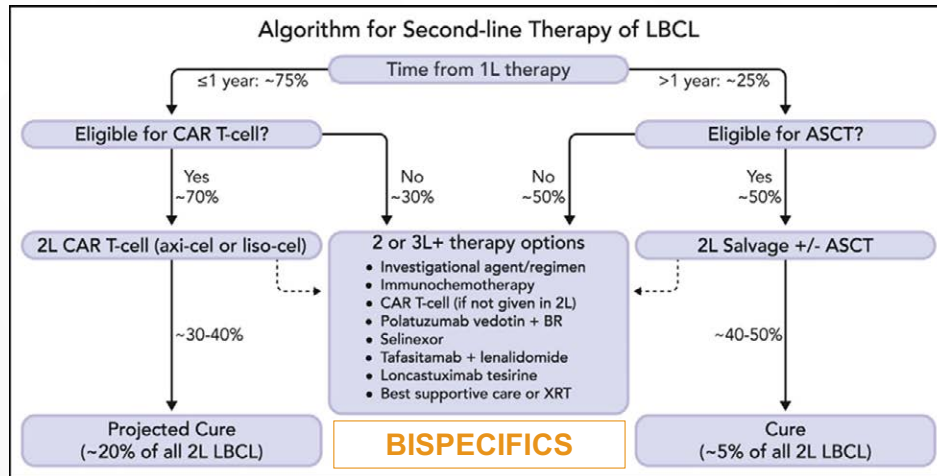 Algorithm for Second-line Therapy of LBCL
Time from 1L therapy
≤1 year: ~75%
>1 year: ~25%
Eligible for CAR T-cell?
Eligible for ASCT?
Yes
~70%
No
~30%
No
~50%
Yes
~50%
2L CAR T-cell (axi-cel or liso-cel)
2 or 3L+ therapy options
• Investigational agent/regimen
• Immunochemotherapy
• CAR T-cell (if not given in 2L)
• Polatuzumab vedotin + BR
• Selinexor
• Tafasitamab + lenalidomide
• Loncastuximab tesirine
• Best supportive care or XRT
2L Salvage +/- ASCT
~30-40%
~40-50%
Projected Cure
(~20% of all 2L LBCL)
BISPECIFICS
Cure
(~5% of all 2L LBCL)